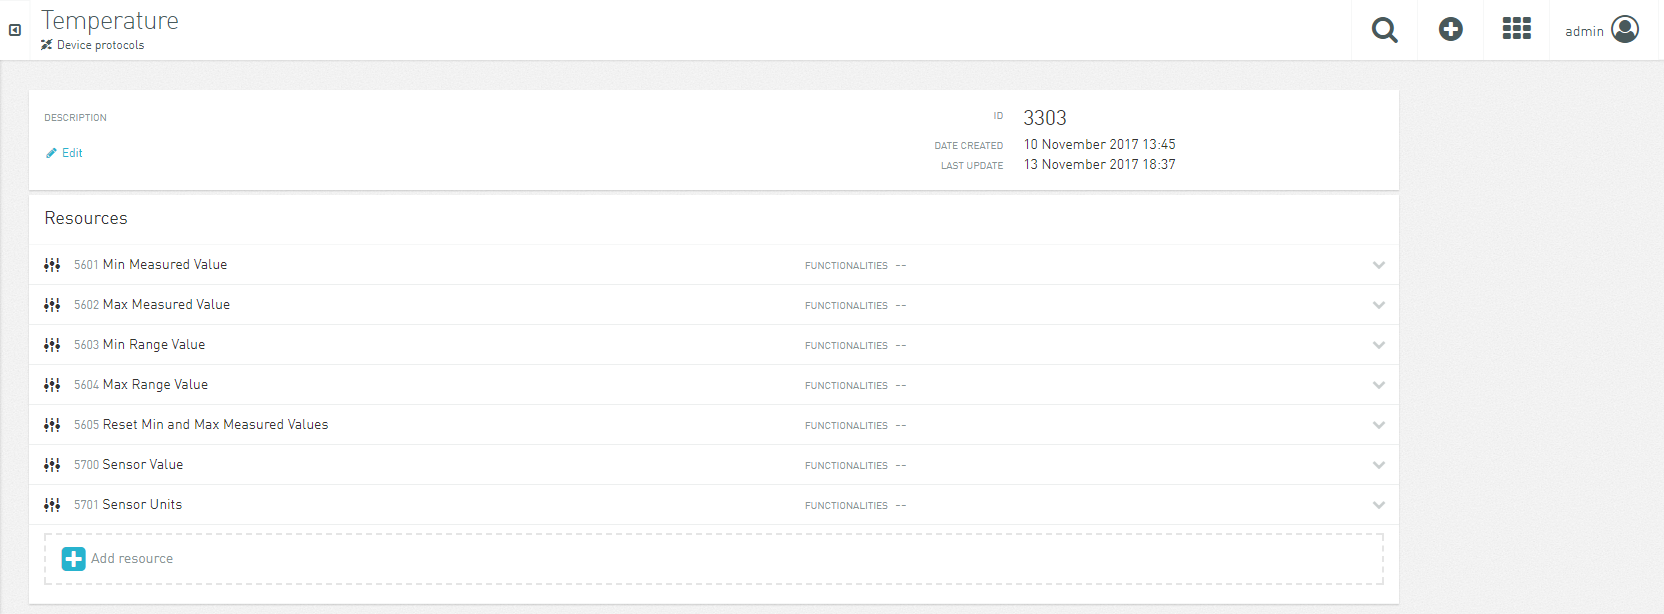 Temperature
Device protocols
admin
DESCRIPTION
Edit
ID 3303
DATE CREATED 10 November 2017 13:45
LAST UPDATE 13 November 2017 18:37
Resources
5601 Min Measured Value FUNCTIONALITIES --
5602 Max Measured Value FUNCTIONALITIES --
5603 Min Range Value FUNCTIONALITIES --
5604 Max Range Value FUNCTIONALITIES --
5605 Reset Min and Max Measured Values FUNCTIONALITIES --
5700 Sensor Value FUNCTIONALITIES --
5701 Sensor Units FUNCTIONALITIES --
Add resource